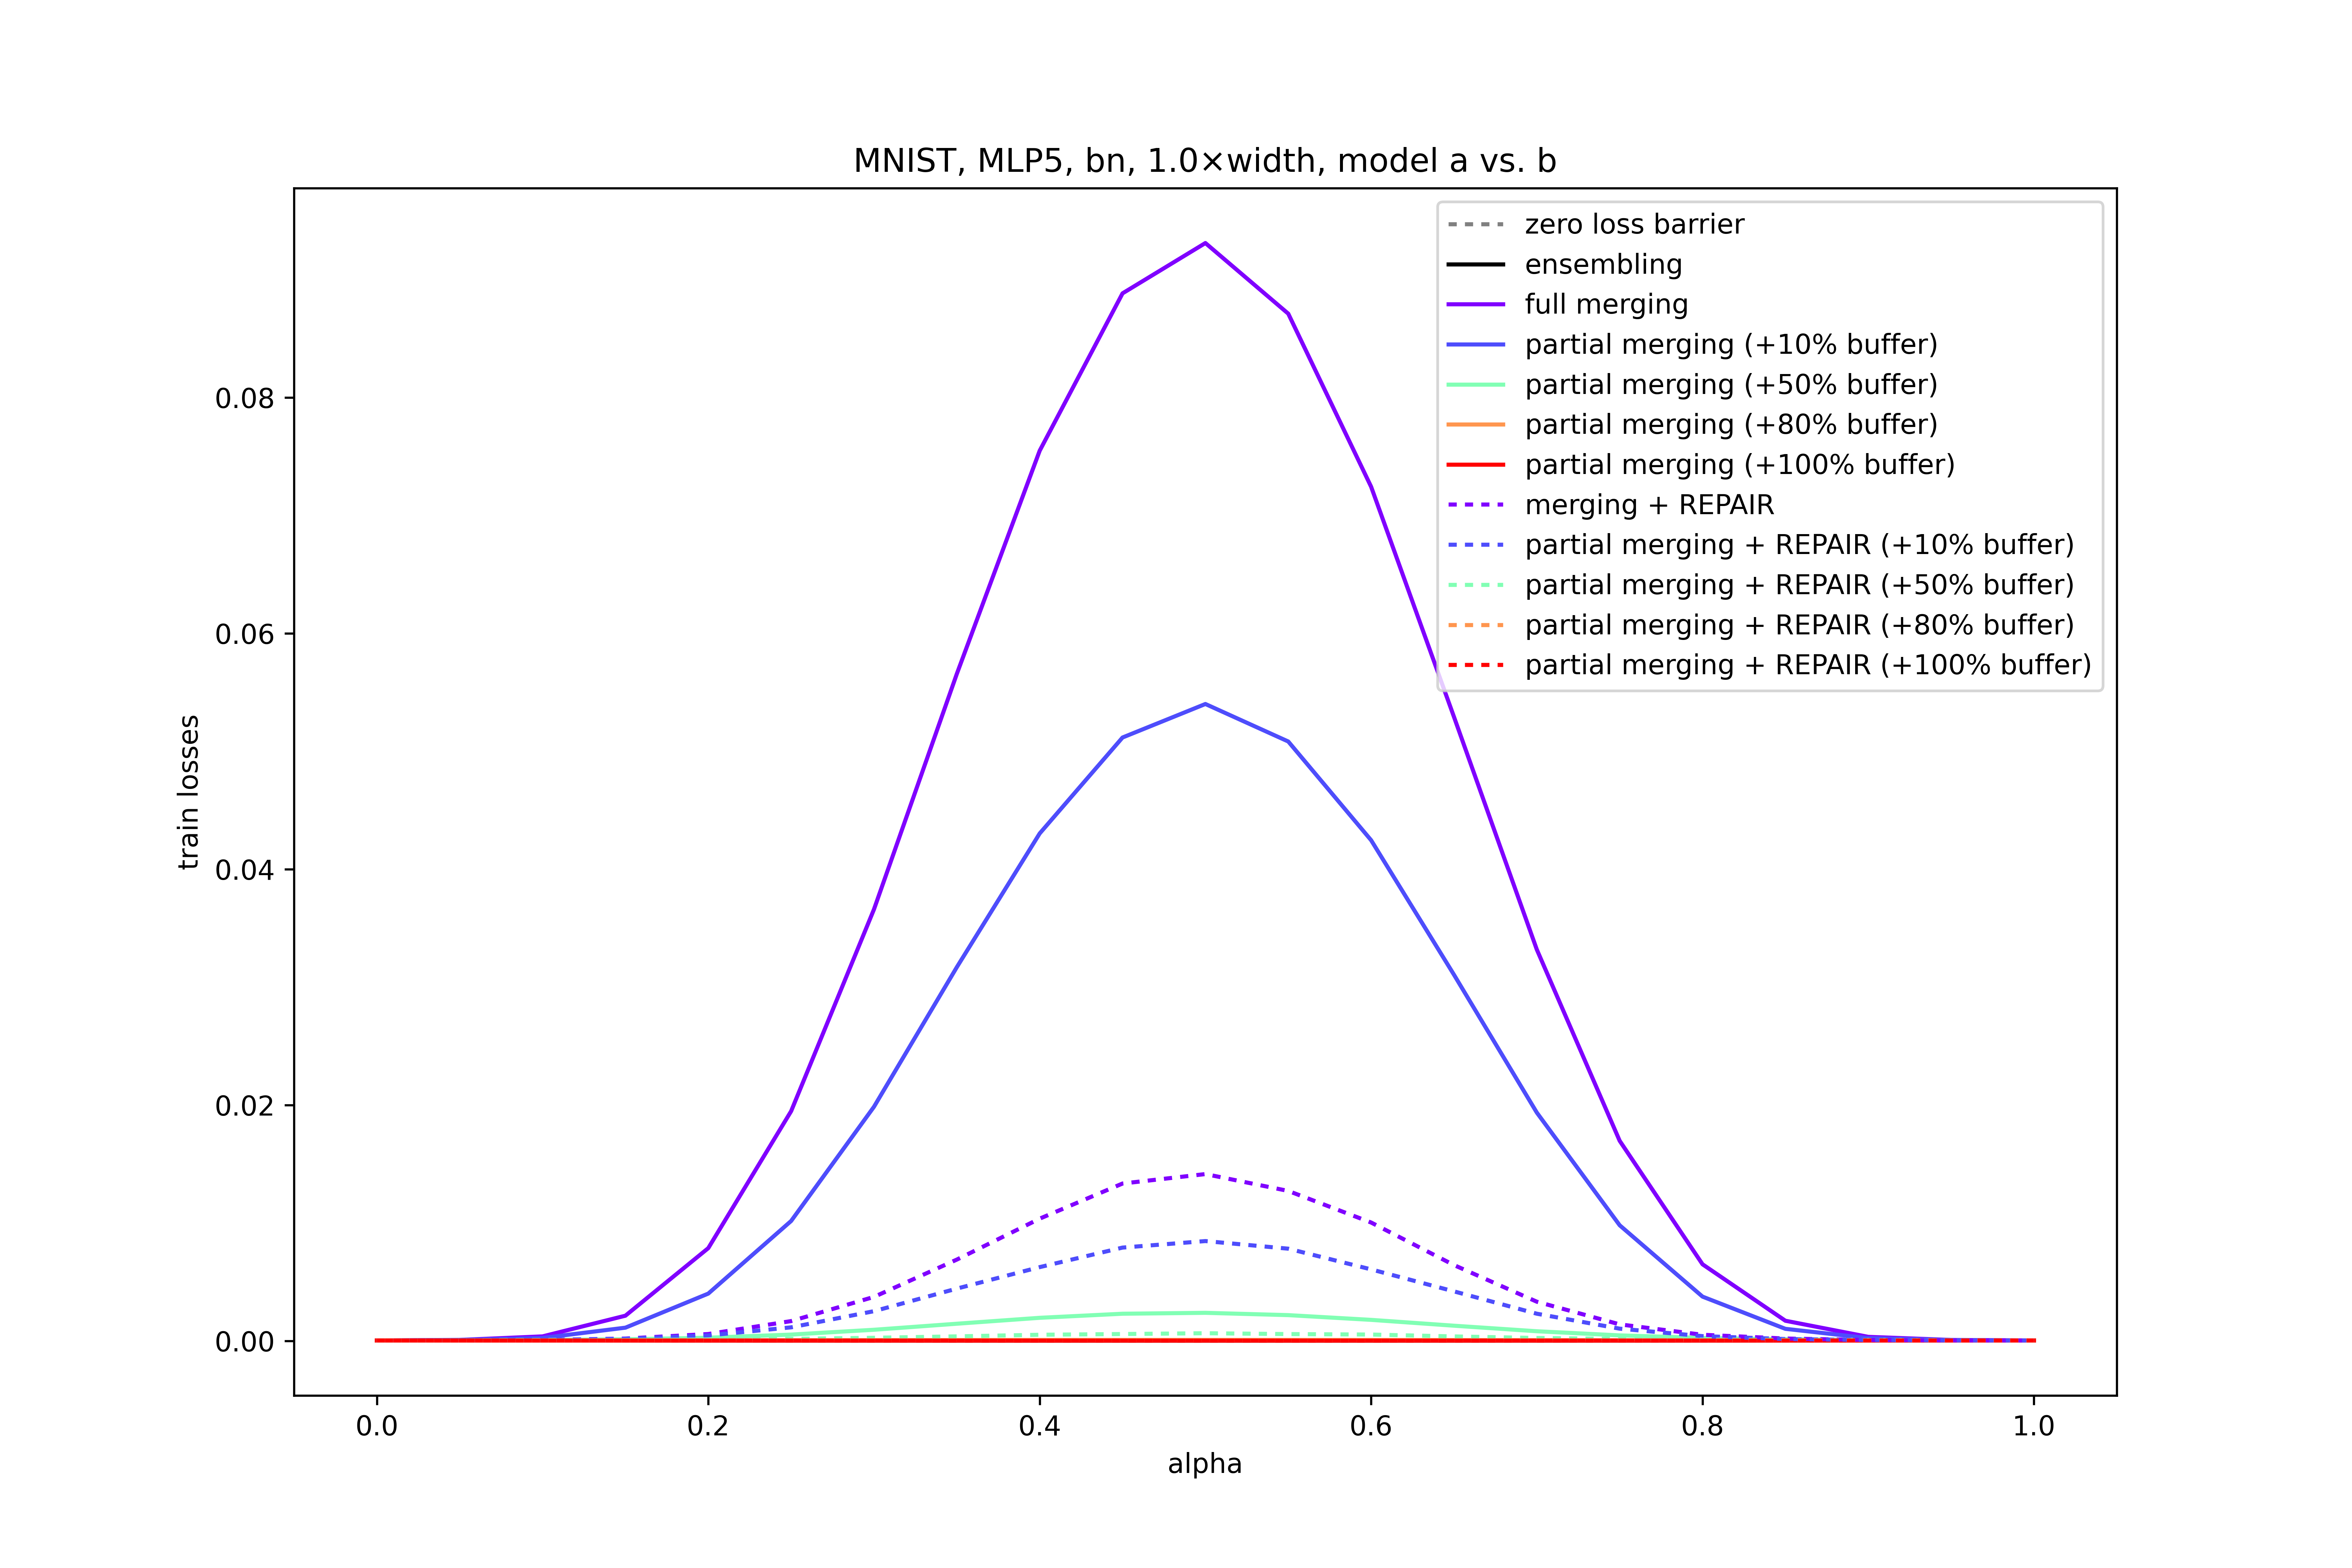 MNIST, MLP5, bn, 1.0×width, model a vs. b
zero loss barrier
ensembling
full merging
partial merging (+10% buffer)
partial merging (+50% buffer)
partial merging (+80% buffer)
partial merging (+100% buffer)
merging + REPAIR
partial merging + REPAIR (+10% buffer)
partial merging + REPAIR (+50% buffer)
partial merging + REPAIR (+80% buffer)
partial merging + REPAIR (+100% buffer)
train losses
0.08
0.06
0.04
0.02
0.00
0.0 0.2 0.4 0.6 0.8 1.0
alpha